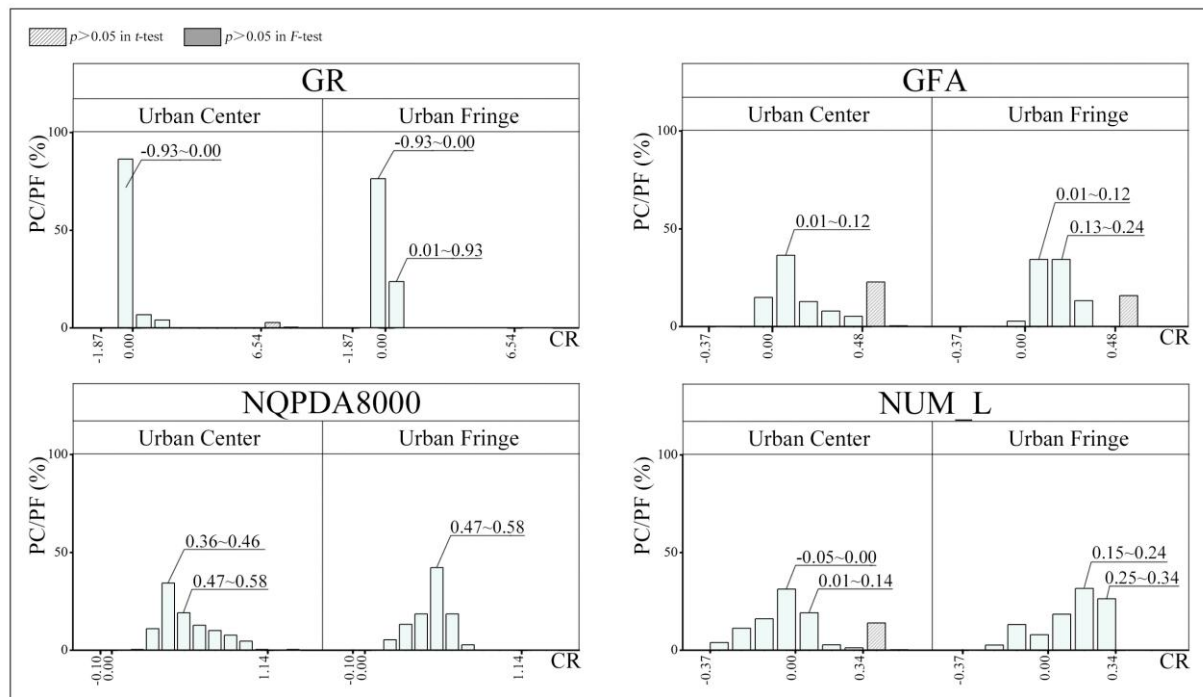 p>0.05 in t-test p>0.05 in F-test
GR
Urban Center Urban Fringe
PC/PF (%)
100
50
0
-0.93~0.00
-0.93~0.00
0.01~0.93
-1.87 0.00 6.54 -1.87 0.00 6.54 CR
GFA
Urban Center Urban Fringe
PC/PF (%)
100
50
0
0.01~0.12
0.01~0.12
0.13~0.24
-0.37 0.00 0.48 -0.37 0.00 0.48 CR
NQPDA8000
Urban Center Urban Fringe
PC/PF (%)
100
50
0
0.36~0.46
0.47~0.58
0.47~0.58
-0.10 0.00 1.14 -0.10 0.00 1.14 CR
NUM_L
Urban Center Urban Fringe
PC/PF (%)
100
50
0
-0.05~0.00
0.01~0.14
0.15~0.24
0.25~0.34
-0.37 0.00 0.34 -0.37 0.00 0.34 CR